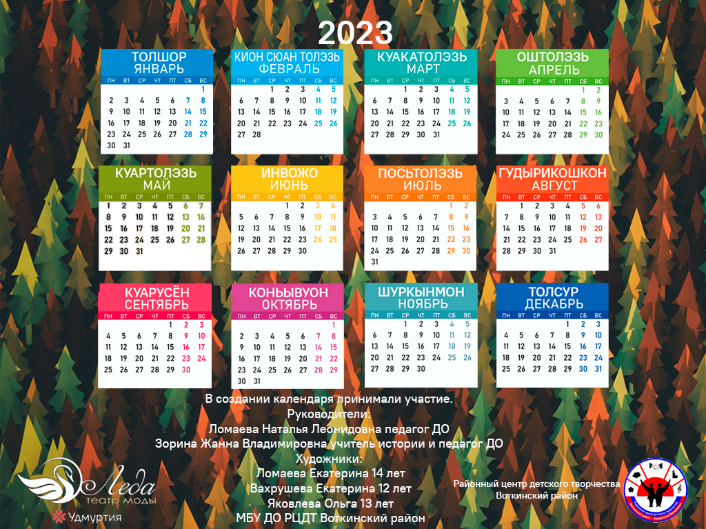 2023
ТОЛШОР
ЯНВАРЬ
ПН ВТ СР ЧТ ПТ СБ ВС
1
2 3 4 5 6 7 8
9 10 11 12 13 14 15
16 17 18 19 20 21 22
23 24 25 26 27 28 29
30 31
КИОН СЮАН ТОЛЭЗЬ
ФЕВРАЛЬ
ПН ВТ СР ЧТ ПТ СБ ВС
1 2 3 4 5
6 7 8 9 10 11 12
13 14 15 16 17 18 19
20 21 22 23 24 25 26
27 28
КУАКАТОЛЭЗЬ
МАРТ
ПН ВТ СР ЧТ ПТ СБ ВС
1 2 3 4 5
6 7 8 9 10 11 12
13 14 15 16 17 18 19
20 21 22 23 24 25 26
27 28 29 30 31
ОШТОЛЭЗЬ
АПРЕЛЬ
ПН ВТ СР ЧТ ПТ СБ ВС
1 2
3 4 5 6 7 8 9
10 11 12 13 14 15 16
17 18 19 20 21 22 23
24 25 26 27 28 29 30
КУАРТОЛЭЗЬ
МАЙ
ПН ВТ СР ЧТ ПТ СБ ВС
1 2 3 4 5 6 7
8 9 10 11 12 13 14
15 16 17 18 19 20 21
22 23 24 25 26 27 28
29 30 31
ИНВОЖО
ИЮНЬ
ПН ВТ СР ЧТ ПТ СБ ВС
1 2 3 4
5 6 7 8 9 10 11
12 13 14 15 16 17 18
19 20 21 22 23 24 25
26 27 28 29 30
ПОСЬТОЛЭЗЬ
ИЮЛЬ
ПН ВТ СР ЧТ ПТ СБ ВС
1 2
3 4 5 6 7 8 9
10 11 12 13 14 15 16
17 18 19 20 21 22 23
24 25 26 27 28 29 30
31
ГУДЫРИКОШКОН
АВГУСТ
ПН ВТ СР ЧТ ПТ СБ ВС
1 2 3 4 5 6
7 8 9 10 11 12 13
14 15 16 17 18 19 20
21 22 23 24 25 26 27
28 29 30 31
КУАРУСЁН
СЕНТЯБРЬ
ПН ВТ СР ЧТ ПТ СБ ВС
1 2 3
4 5 6 7 8 9 10
11 12 13 14 15 16 17
18 19 20 21 22 23 24
25 26 27 28 29 30
КОНЬЫВУОН
ОКТЯБРЬ
ПН ВТ СР ЧТ ПТ СБ ВС
1
2 3 4 5 6 7 8
9 10 11 12 13 14 15
16 17 18 19 20 21 22
23 24 25 26 27 28 29
30 31
ШУРКЫНМОН
НОЯБРЬ
ПН ВТ СР ЧТ ПТ СБ ВС
1 2 3 4 5
6 7 8 9 10 11 12
13 14 15 16 17 18 19
20 21 22 23 24 25 26
27 28 29 30
ТОЛСУР
ДЕКАБРЬ
ПН ВТ СР ЧТ ПТ СБ ВС
1 2 3
4 5 6 7 8 9 10
11 12 13 14 15 16 17
18 19 20 21 22 23 24
25 26 27 28 29 30 31
В создании календаря принимали участие.
Руководители:
Ломаева Наталья Леонидовна педагог ДО
Зорина Жанна Владимировна учитель истории и педагог ДО
Художники:
Ломаева Екатерина 14 лет
Вахрушева Екатерина 12 лет
Яковлева Ольга 13 лет
МБУ ДО РЦДТ Воткинский район
Леда
театр моды
Удмуртия
Районный центр детского творчества
Воткинский район